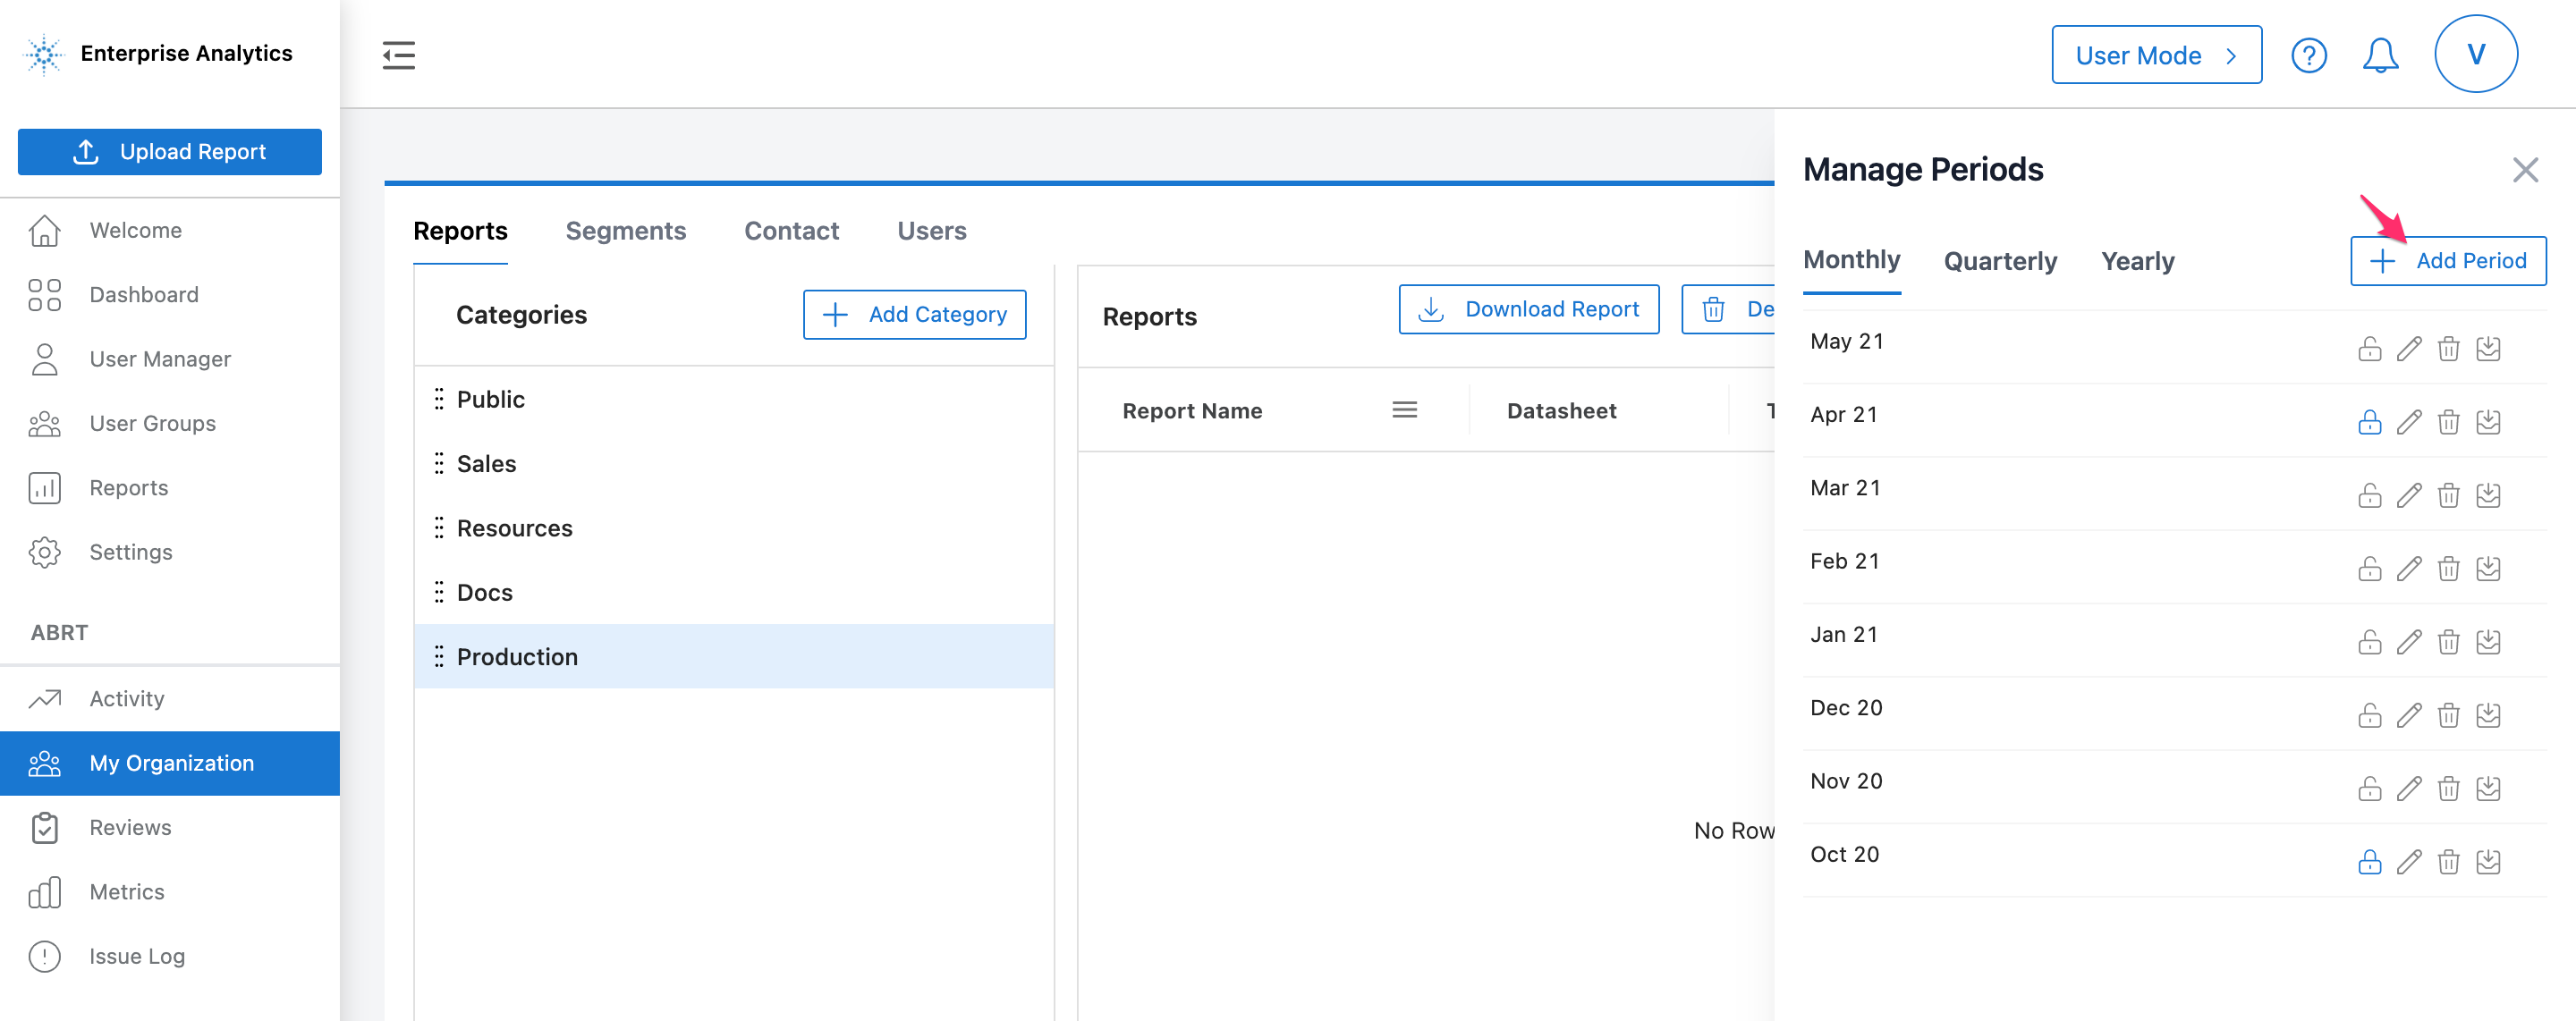 Enterprise Analytics
User Mode
V
Upload Report
Welcome
Dashboard
User Manager
User Groups
Reports
Settings
ABRT
Activity
My Organization
Reviews
Metrics
Issue Log
Reports Segments Contact Users
Categories
Add Category
Public
Sales
Resources
Docs
Production
Reports
Download Report
De
Report Name Datasheet
No Row
Manage Periods
Monthly Quarterly Yearly
Add Period
May 21
Apr 21
Mar 21
Feb 21
Jan 21
Dec 20
Nov 20
Oct 20